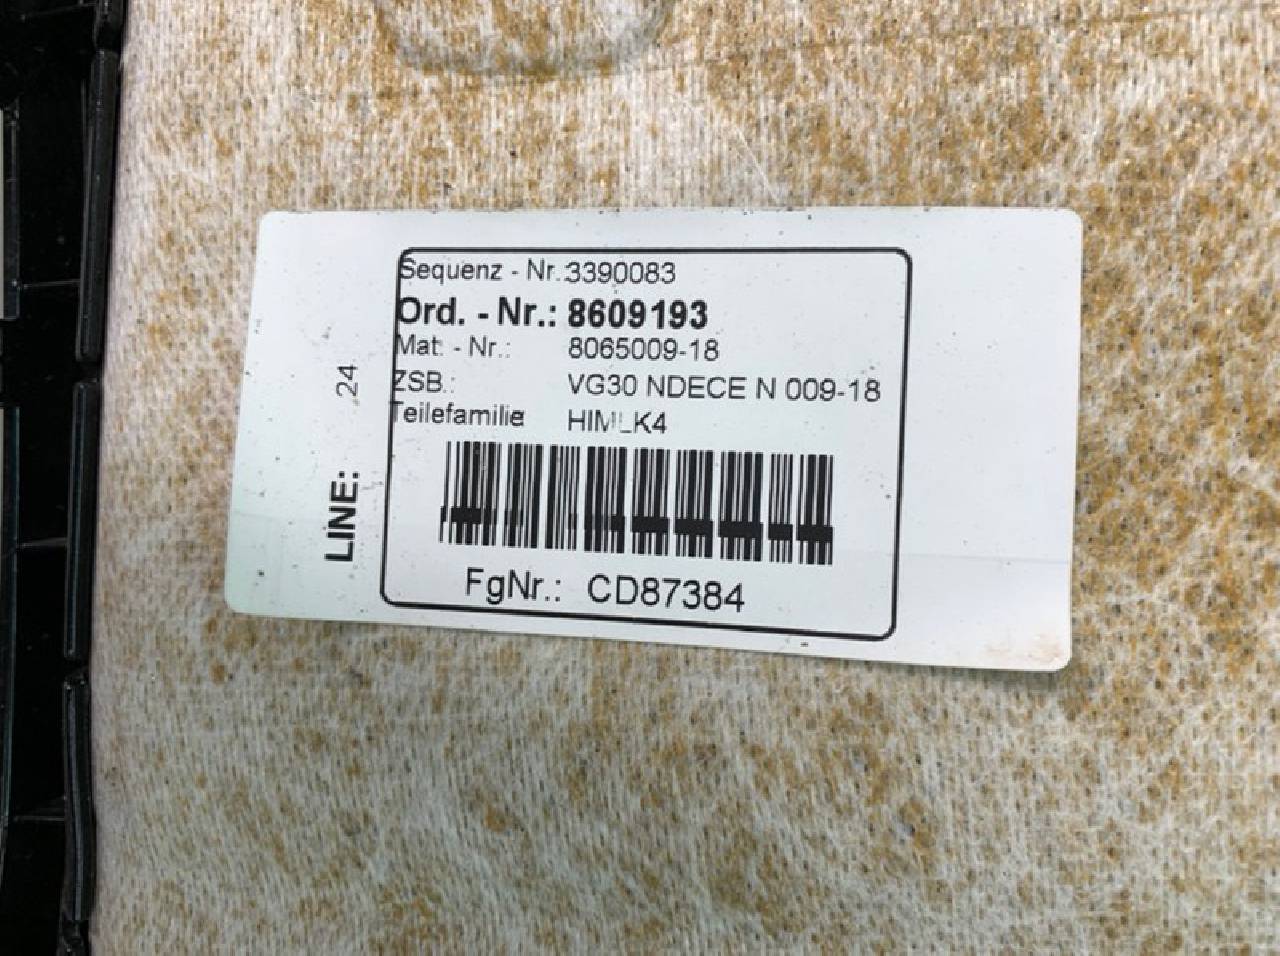 Sequenz - Nr.:3390083
Ord. - Nr.: 8609193
Mat. - Nr.: 8065009-18
ZSB.: VG30 NDECE N 009-18
Teilefamilie HIMLK4
FgNr.: CD87384
LINE: 24